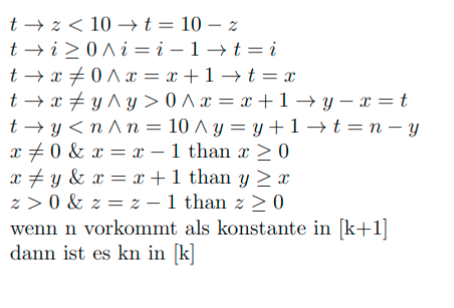 t → z < 10 → t = 10 − z
t → i ≥ 0 ∧ i = i − 1 → t = i
t → x ≠ 0 ∧ x = x + 1 → t = x
t → x ≠ y ∧ y > 0 ∧ x = x + 1 → y − x = t
t → y < n ∧ n = 10 ∧ y = y + 1 → t = n − y
x ≠ 0 & x = x − 1 than x ≥ 0
x ≠ y & x = x + 1 than y ≥ x
z > 0 & z = z − 1 than z ≥ 0
wenn n vorkommt als konstante in [k+1]
dann ist es kn in [k]